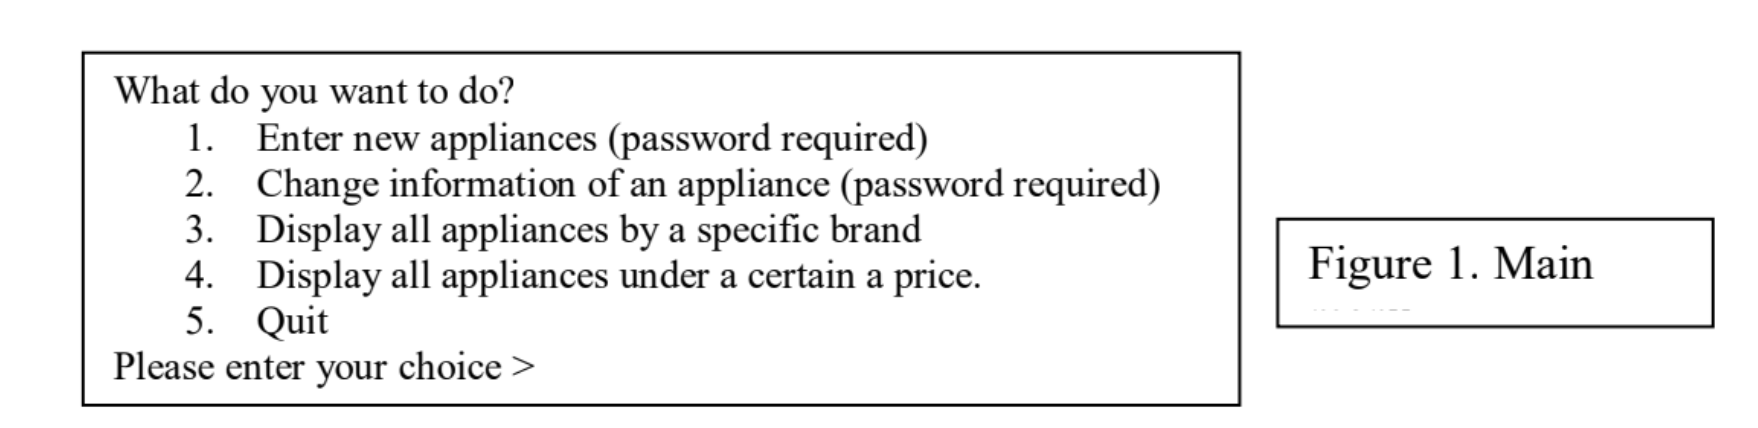 What do you want to do?
1. Enter new appliances (password required)
2. Change information of an appliance (password required)
3. Display all appliances by a specific brand
4. Display all appliances under a certain a price.
5. Quit
Please enter your choice >
Figure 1. Main